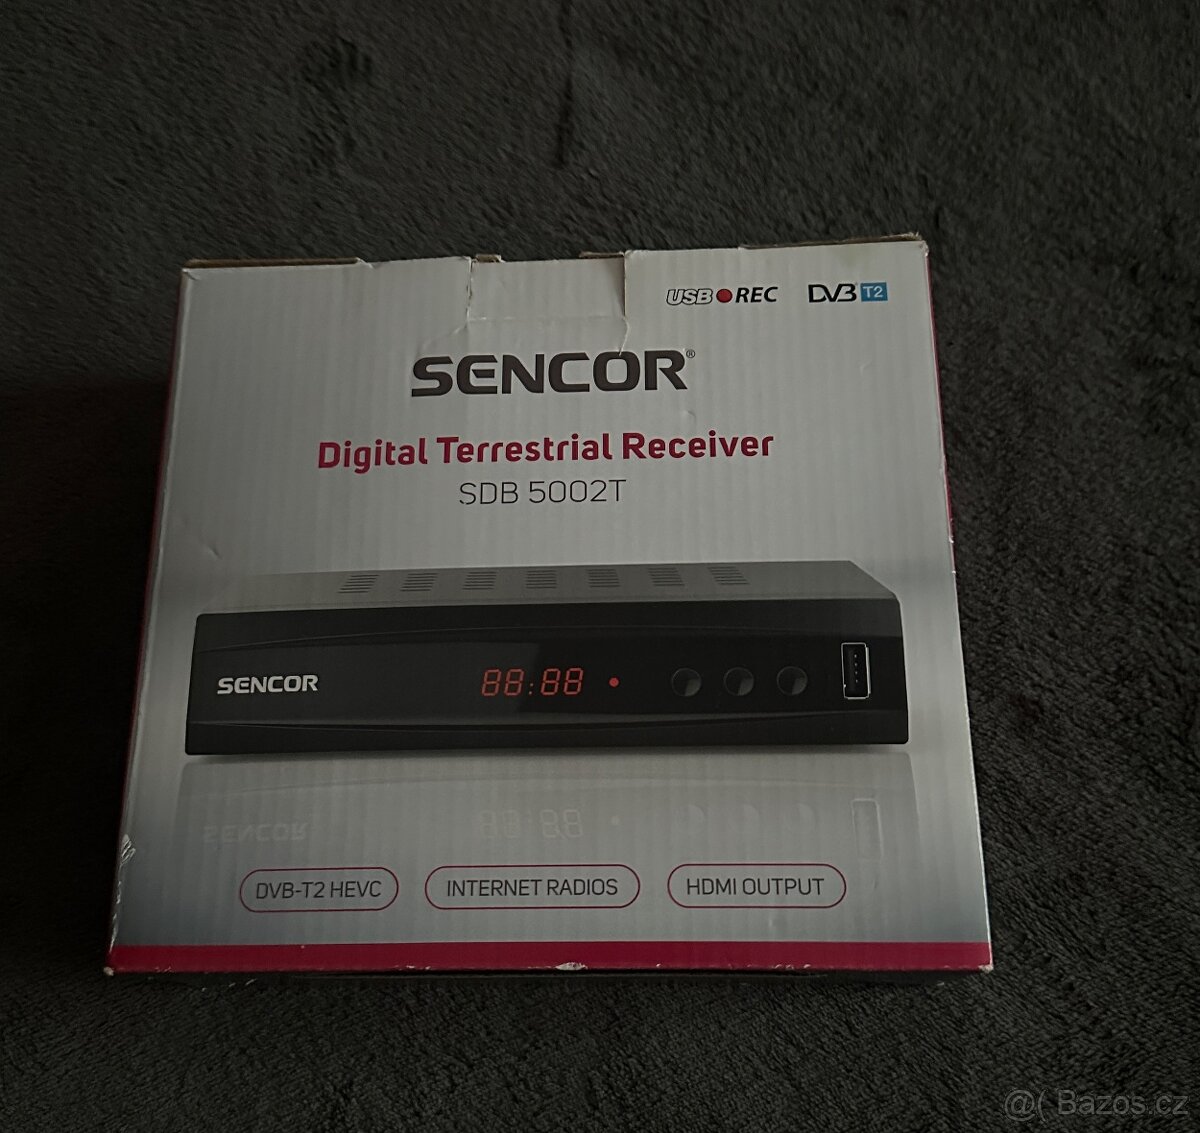 USB REC DVB T2
SENCOR®
Digital Terrestrial Receiver
SDB 5002T
SENCOR 88:88
DVB-T2 HEVC INTERNET RADIOS HDMI OUTPUT
@( Bazos.cz